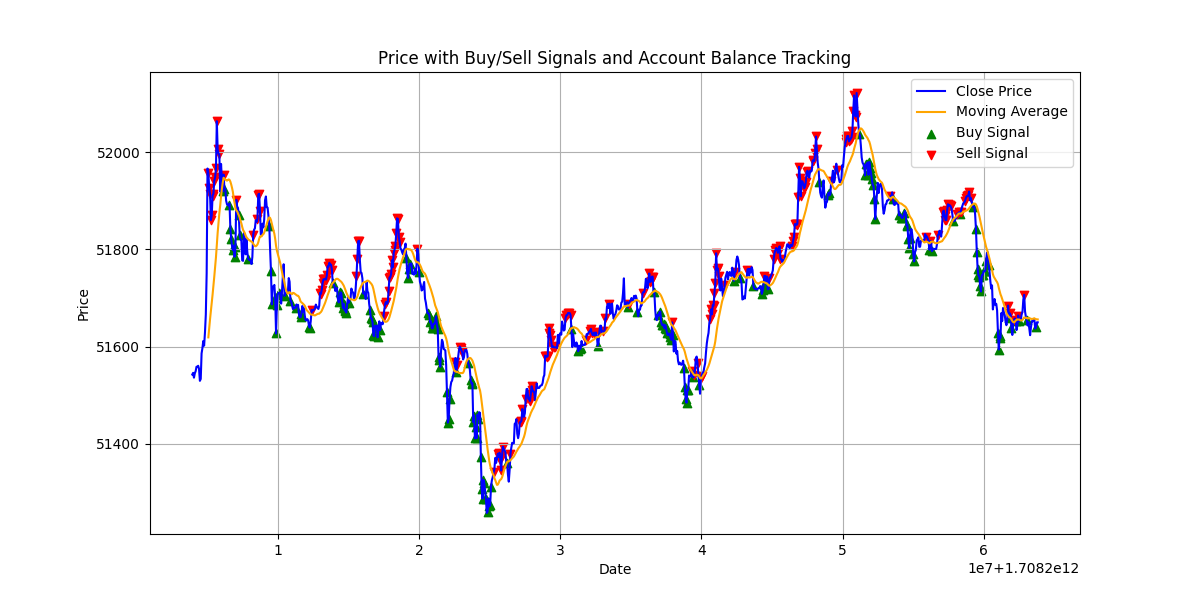 Price with Buy/Sell Signals and Account Balance Tracking
Close Price
Moving Average
Buy Signal
Sell Signal
Price
52000
51800
51600
51400
1 2 3 4 5 6
Date
1e7+1.7082e12